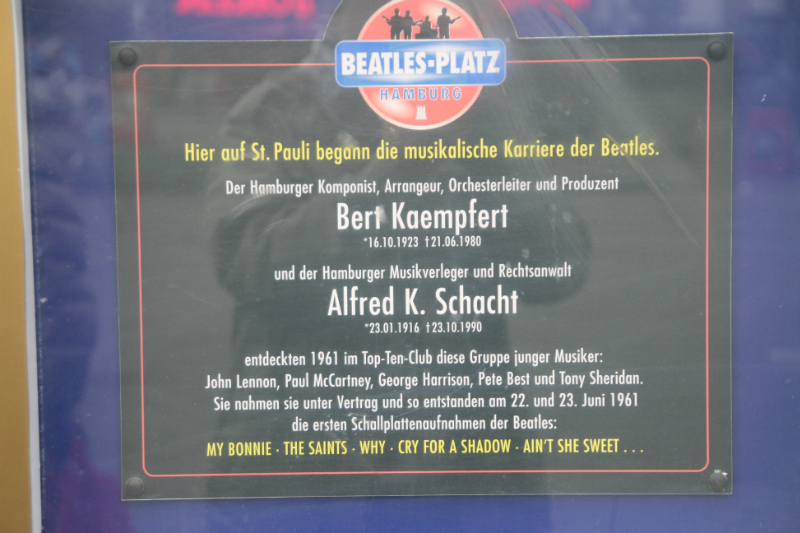 BEATLES-PLATZ
HAMBURG
Hier auf St. Pauli begann die musikalische Karriere der Beatles.
Der Hamburger Komponist, Arrangeur, Orchesterleiter und Produzent
Bert Kaempfert
*16.10.1923 †21.06.1980
und der Hamburger Musikverleger und Rechtsanwalt
Alfred K. Schacht
*23.01.1916 †23.10.1990
entdeckten 1961 im Top-Ten-Club diese Gruppe junger Musiker:
John Lennon, Paul McCartney, George Harrison, Pete Best und Tony Sheridan.
Sie nahmen sie unter Vertrag und so entstanden am 22. und 23. Juni 1961
die ersten Schallplattenaufnahmen der Beatles:
MY BONNIE · THE SAINTS · WHY · CRY FOR A SHADOW · AIN'T SHE SWEET . . .